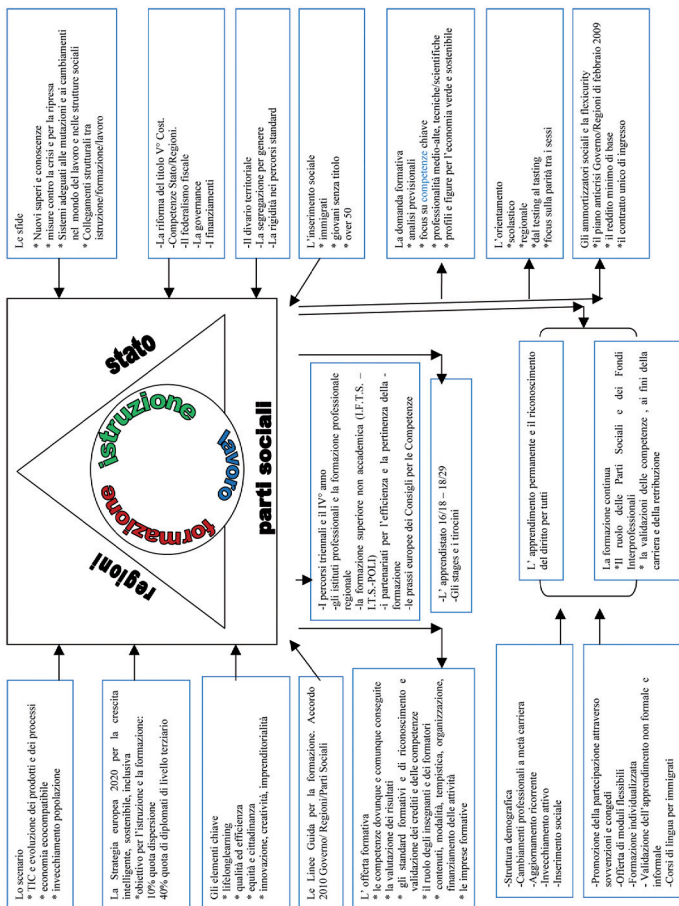 Lo scenario
* TIC e evoluzione dei prodotti e dei processi
* economia ecocompatibile
* invecchiamento popolazione
La Strategia europea 2020 per la crescita
intelligente, sostenibile, inclusiva
*obiettivo per l'istruzione e la formazione:
10% quota dispersione
40% quota di diplomati di livello terziario
Gli elementi chiave
* lifelonglearning
* qualità ed efficienza
* equità e cittadinanza
* innovazione, creatività, imprenditorialità
Le Linee Guida per la formazione. Accordo
2010 Governo/ Regioni/Parti Sociali
L' offerta formativa
* le competenze dovunque e comunque conseguite
* la valutazione dei risultati
* gli standard formativi e di riconoscimento e
validazione dei crediti e delle competenze
* il ruolo degli insegnanti e dei formatori
* contenuti, modalità, tempistica, organizzazione,
finanziamento delle attività
* le imprese formative
-Struttura demografica
-Cambiamenti professionali a metà carriera
-Aggiornamento ricorrente
-Invecchiamento attivo
-Inserimento sociale
-Promozione della partecipazione attraverso
sovvenzioni e congedi
-Offerta di moduli flessibili
-Formazione individualizzata
- Validazione dell'apprendimento non formale e
informale
-Corsi di lingua per immigrati
regioni
stato
formazione istruzione
lavoro
parti sociali
-I percorsi triennali e il IV° anno
-gli istituti professionali e la formazione professionale
regionale
-la formazione superiore non accademica (I.F.T.S. –
I.T.S.-POLI)
-i partenariati per l'efficienza e la pertinenza della -
formazione
-le prassi europee dei Consigli per le Competenze
-L' apprendistato 16/18 – 18/29
-Gli stages e i tirocini
L' apprendimento permanente e il riconoscimento
del diritto per tutti
La formazione continua
*Il ruolo delle Parti Sociali e dei Fondi
Interprofessionali
* la validazioni delle competenze , ai fini della
carriera e della retribuzione
Le sfide
* Nuovi saperi e conoscenze
* misure contro la crisi e per la ripresa
* Sistemi adeguati alle mutazioni e ai cambiamenti
nel mondo del lavoro e nelle strutture sociali
* Collegamenti strutturali tra
istruzione/formazione/lavoro
-La riforma del titolo V° Cost.
-Competenze Stato/Regioni.
-Il federalismo fiscale
-La governance
-I finanziamenti
-Il divario territoriale
-La segregazione per genere
-La rigidità nei percorsi standard
L'inserimento sociale
* immigrati
* giovani senza titolo
* over 50
La domanda formativa
* analisi previsionali
* focus su competenze chiave
* professionalità medio-alte, tecniche/scientifiche
* profili e figure per l'economia verde e sostenibile
L'orientamento
*scolastico
*regionale
*dal testing al tasting
*focus sulla parità tra i sessi
Gli ammortizzatori sociali e la flexicurity
*il piano anticrisi Governo/Regioni di febbraio 2009
* il reddito minimo di base
*il contratto unico di ingresso